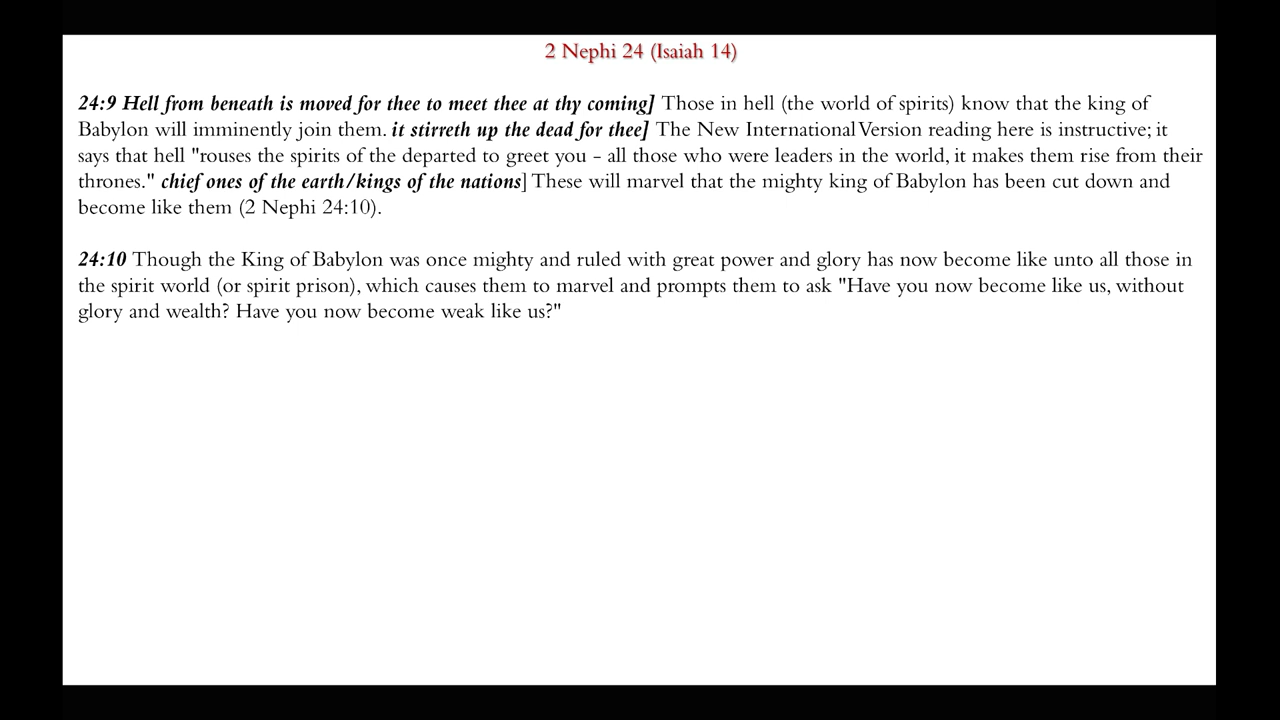 2 Nephi 24 (Isaiah 14)
24:9 Hell from beneath is moved for thee to meet thee at thy coming] Those in hell (the world of spirits) know that the king of
Babylon will imminently join them. it stirreth up the dead for thee] The New International Version reading here is instructive; it
says that hell "rouses the spirits of the departed to greet you - all those who were leaders in the world, it makes them rise from their
thrones." chief ones of the earth/kings of the nations] These will marvel that the mighty king of Babylon has been cut down and
become like them (2 Nephi 24:10).
24:10 Though the King of Babylon was once mighty and ruled with great power and glory has now become like unto all those in
the spirit world (or spirit prison), which causes them to marvel and prompts them to ask "Have you now become like us, without
glory and wealth? Have you now become weak like us?"